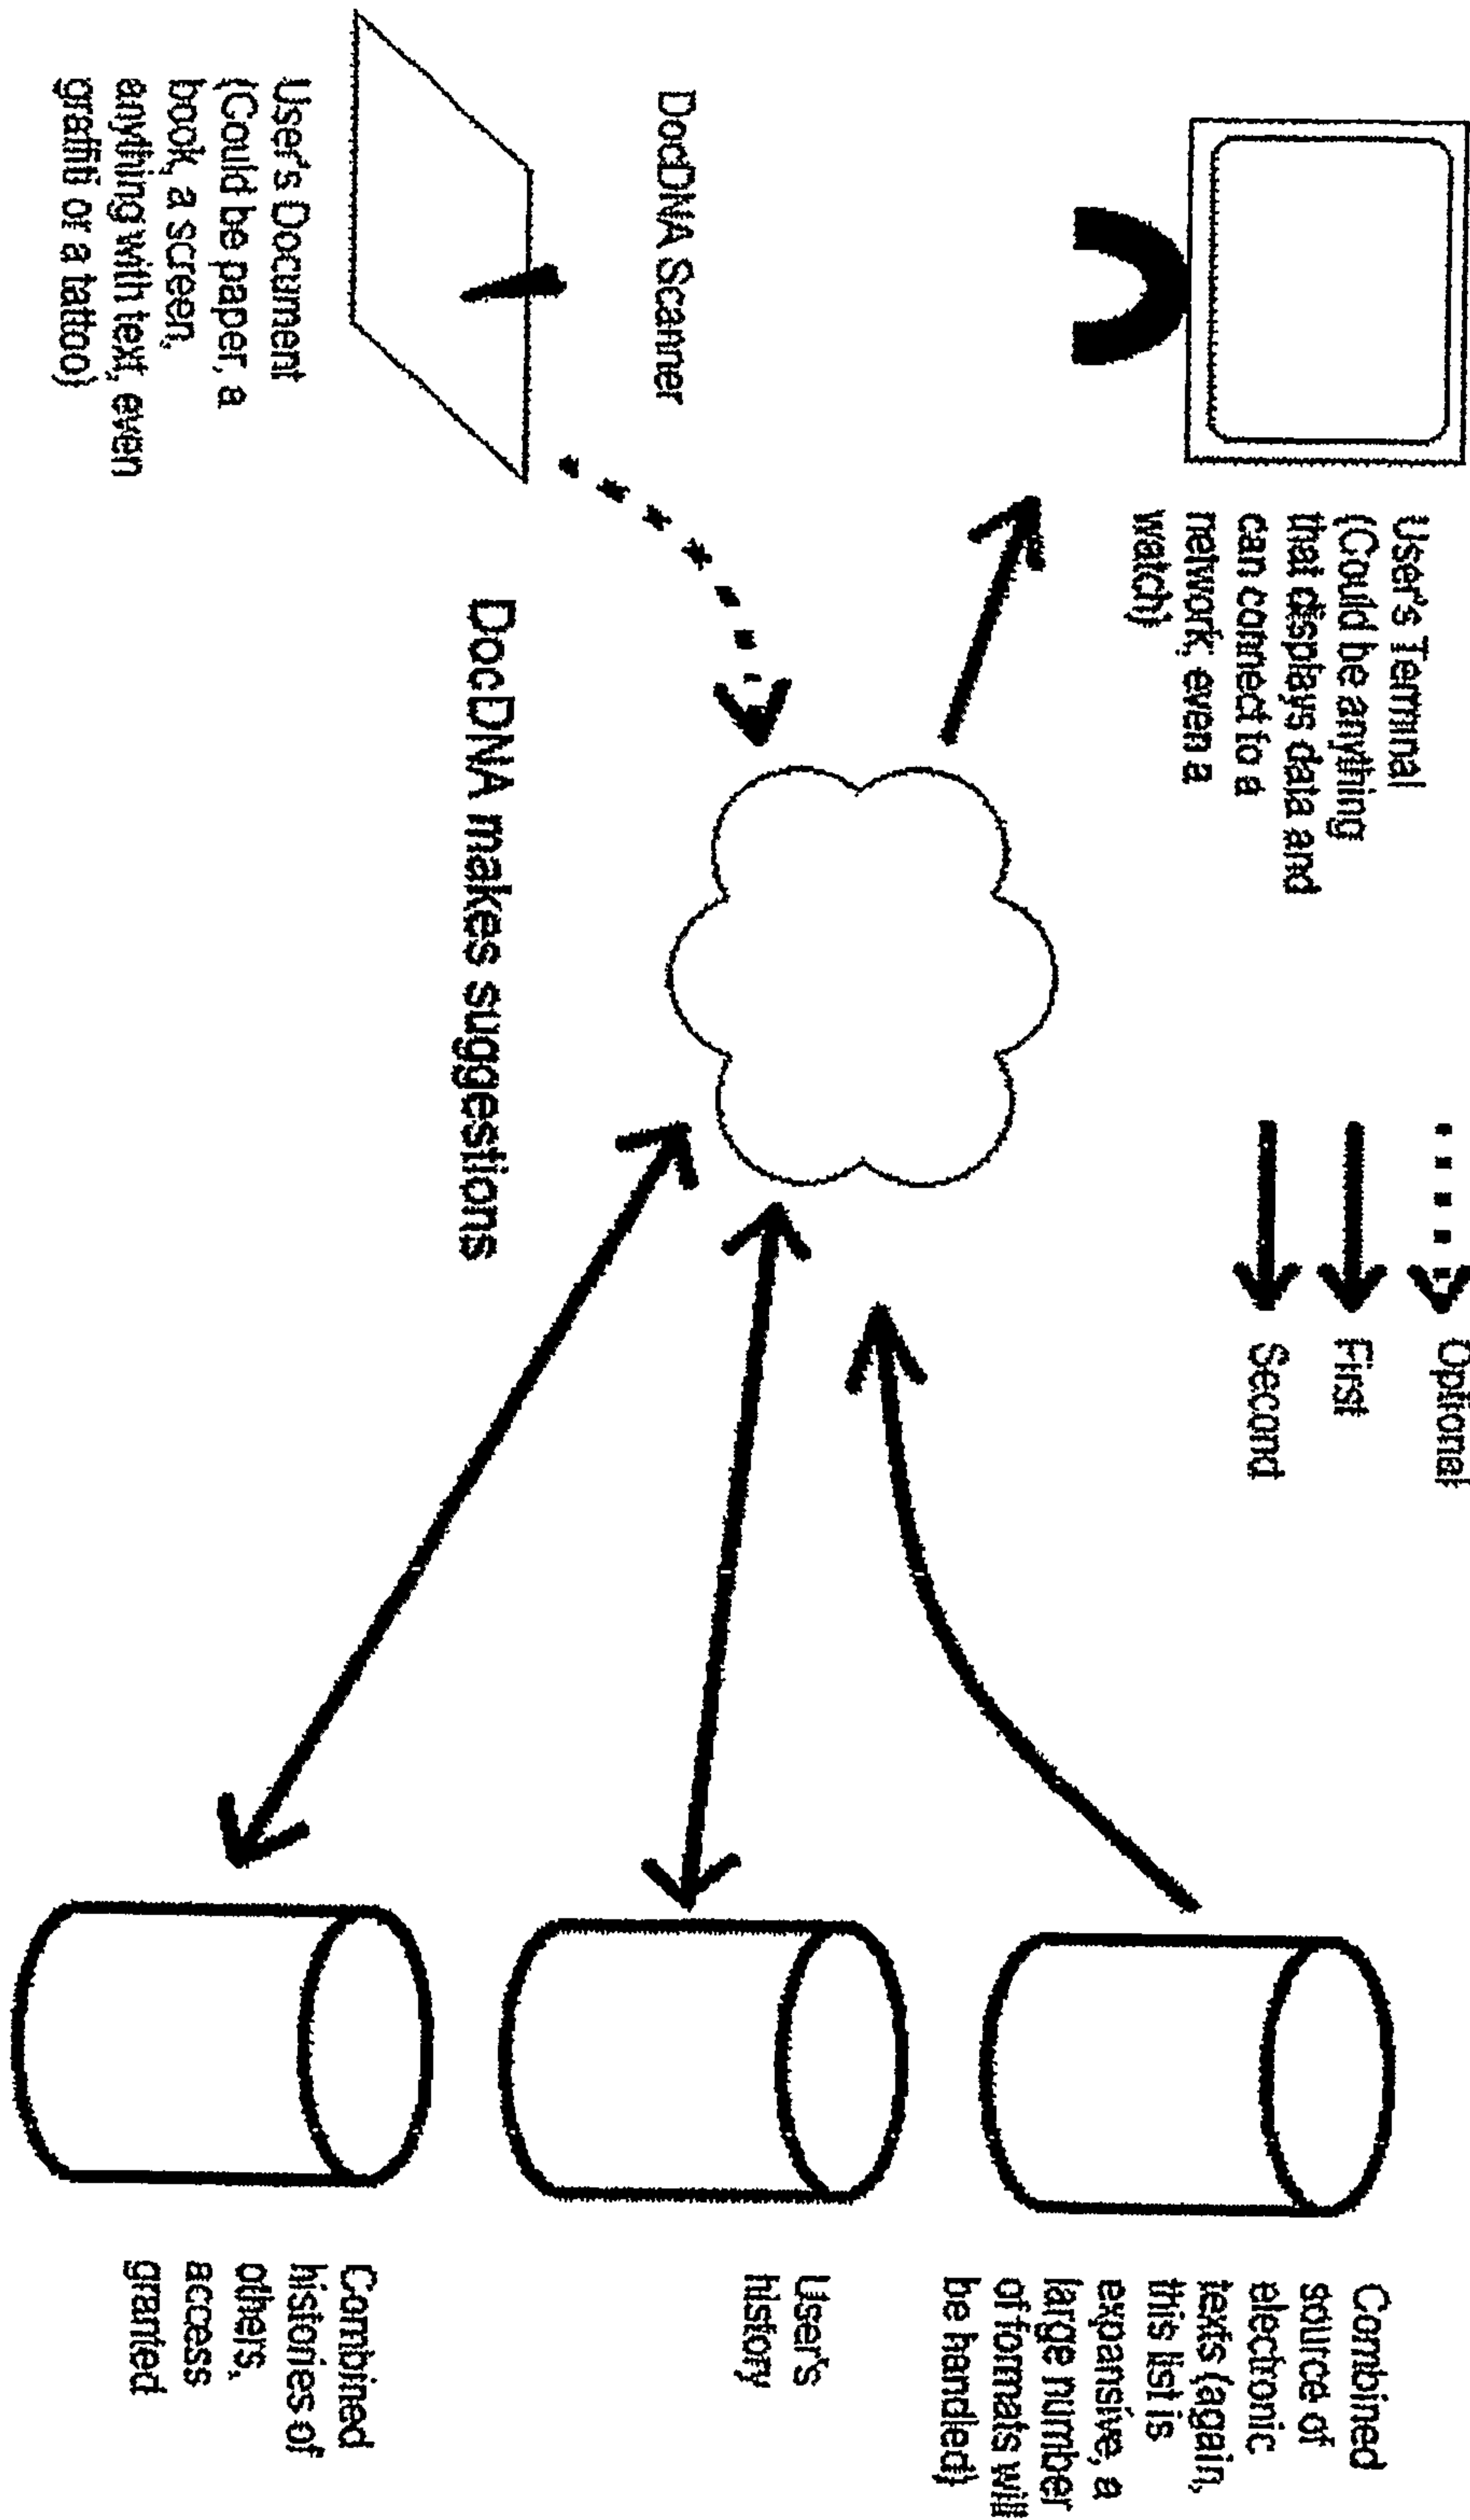 User's Terminal
(Could be anything
that displays data and
can connect to a
network, even a
watch)
Optional
First
Second
Combined
source of
electronic
texts (again,
this list is
expansive, a
large number
of formats will
be handled)
DocDNA Scanner
User's
history
DocDNA makes suggestions
User's Document
(Could be paper, a
book, a screen,
anything with text, even
graffiti or a tattoo)
Combined
histories of
others,
access
granted